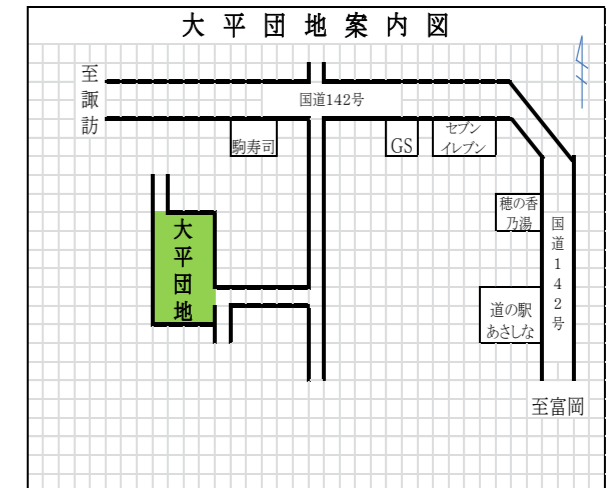 大平団地案内図
至諏訪
国道142号
駒寿司
GS
セブン
イレブン
穂の香
乃湯
国道142号
大平団地
道の駅
あさしな
至富岡